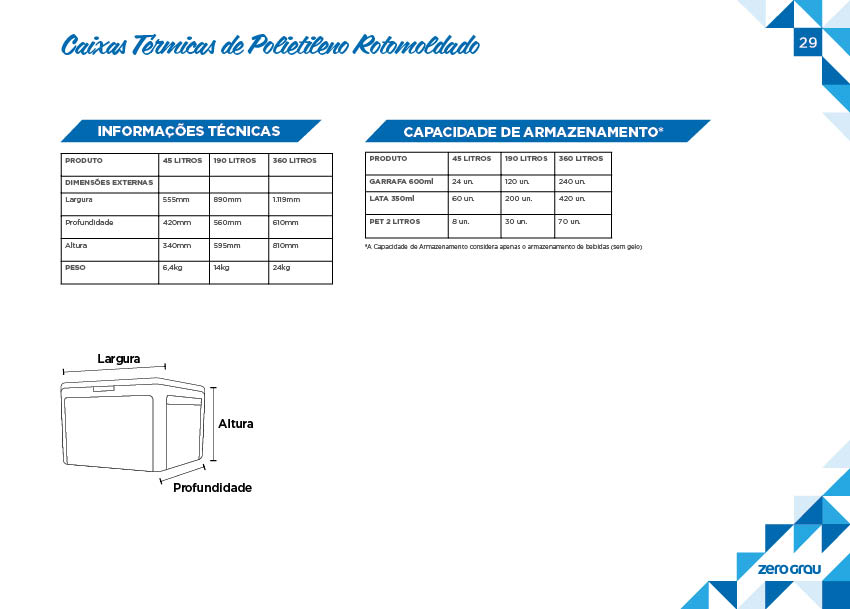 Caixas Térmicas de Polietileno Rotomoldado
29
INFORMAÇÕES TÉCNICAS
PRODUTO 45 LITROS 190 LITROS 360 LITROS
DIMENSÕES EXTERNAS
Largura 555mm 890mm 1.119mm
Profundidade 420mm 560mm 610mm
Altura 340mm 595mm 810mm
PESO 6,4kg 14kg 24kg
CAPACIDADE DE ARMAZENAMENTO*
PRODUTO 45 LITROS 190 LITROS 360 LITROS
GARRAFA 600ml 24 un. 120 un. 240 un.
LATA 350ml 60 un. 200 un. 420 un.
PET 2 LITROS 8 un. 30 un. 70 un.
*A Capacidade de Armazenamento considera apenas o armazenamento de bebidas (sem gelo)
Largura
Altura
Profundidade
zero grau